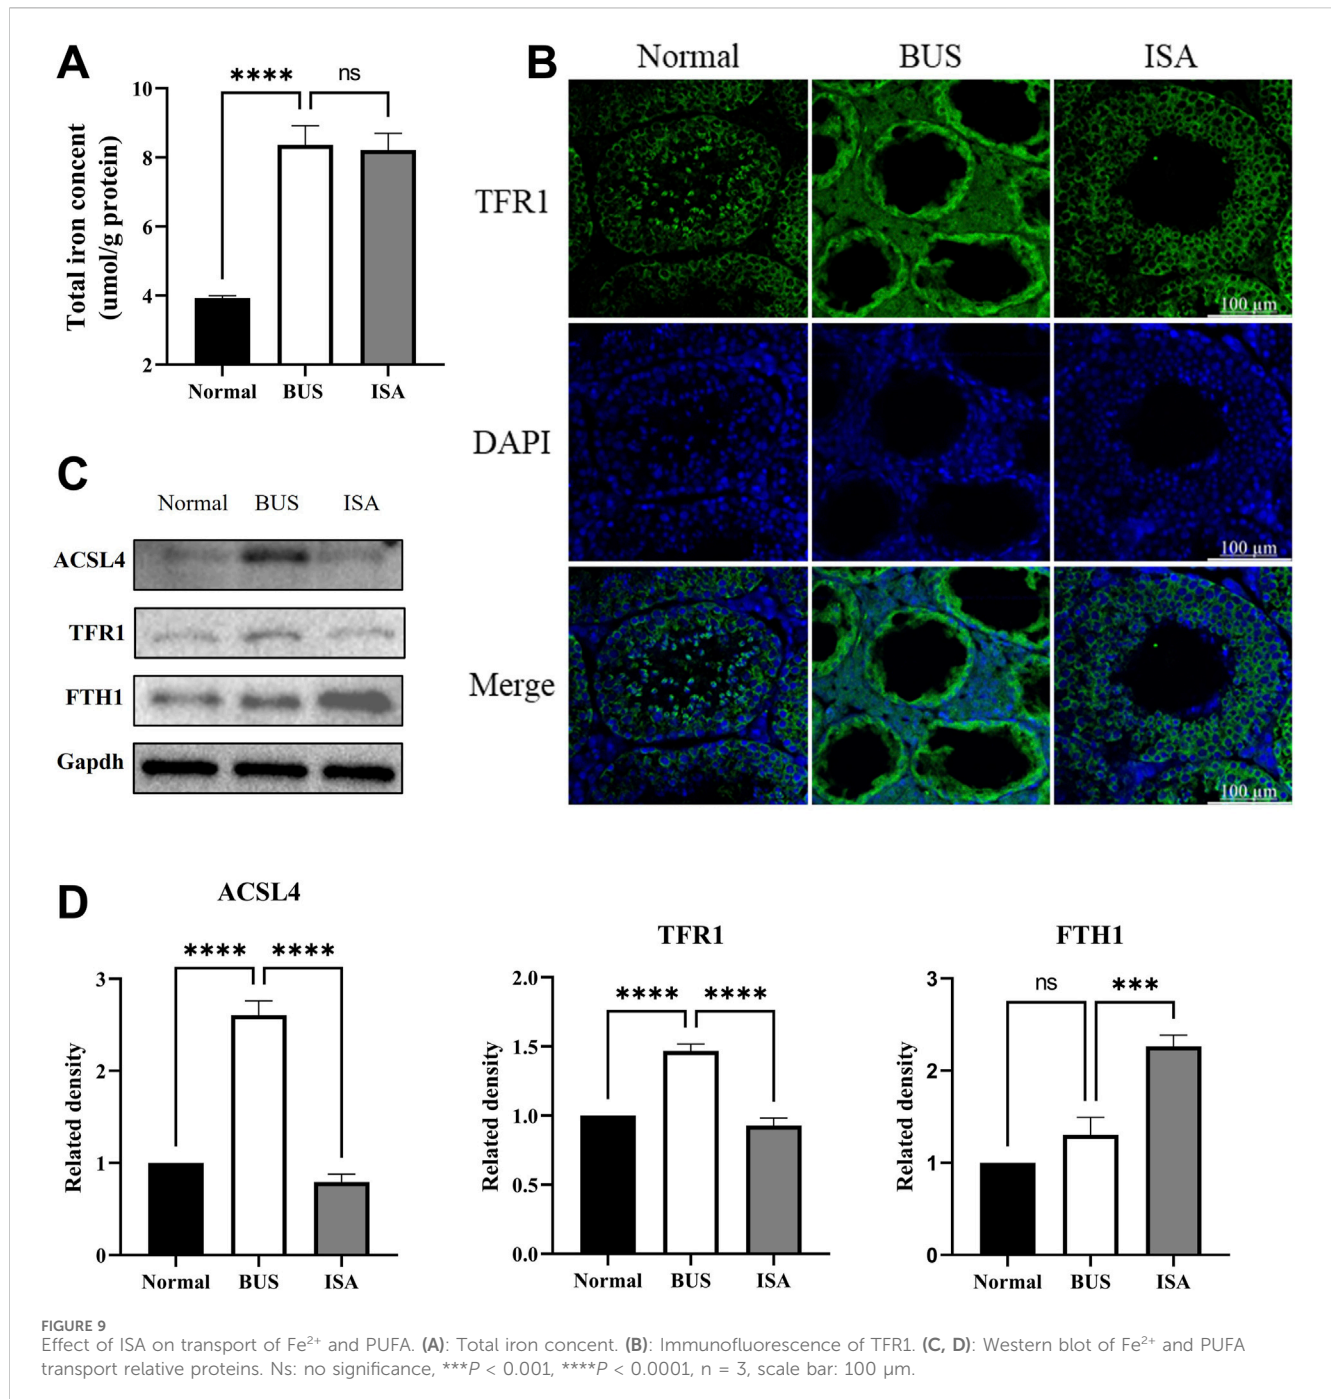 A
**** ns
10
8
6
4
2
Total iron concent
(umol/g protein)
Normal BUS ISA
B
Normal BUS ISA
TFR1
100 µm
DAPI
100 µm
Merge
100 µm
C
Normal BUS ISA
ACSL4
TFR1
FTH1
Gapdh
D
ACSL4
**** ****
3
2
1
0
Related density
Normal BUS ISA
TFR1
**** ****
2.0
1.5
1.0
0.5
0.0
Related density
Normal BUS ISA
FTH1
ns ***
3
2
1
0
Related density
Normal BUS ISA
FIGURE 9
Effect of ISA on transport of Fe²⁺ and PUFA. (A): Total iron concent. (B): Immunofluorescence of TFR1. (C, D): Western blot of Fe²⁺ and PUFA
transport relative proteins. Ns: no significance, ***P < 0.001, ****P < 0.0001, n = 3, scale bar: 100 µm.